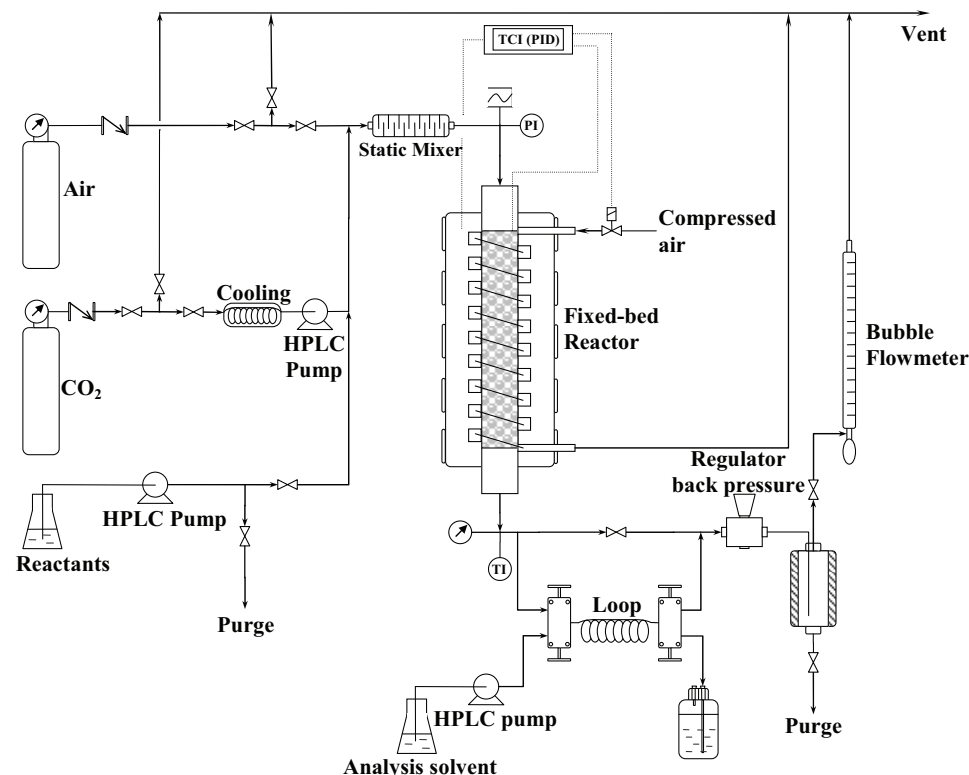 Vent
TCI (PID)
PI
Static Mixer
Air
Compressed
air
Cooling
HPLC
Pump
Fixed-bed
Reactor
Bubble
Flowmeter
CO₂
Regulator
back pressure
HPLC Pump
Reactants
TI
Purge
Loop
HPLC pump
Purge
Analysis solvent